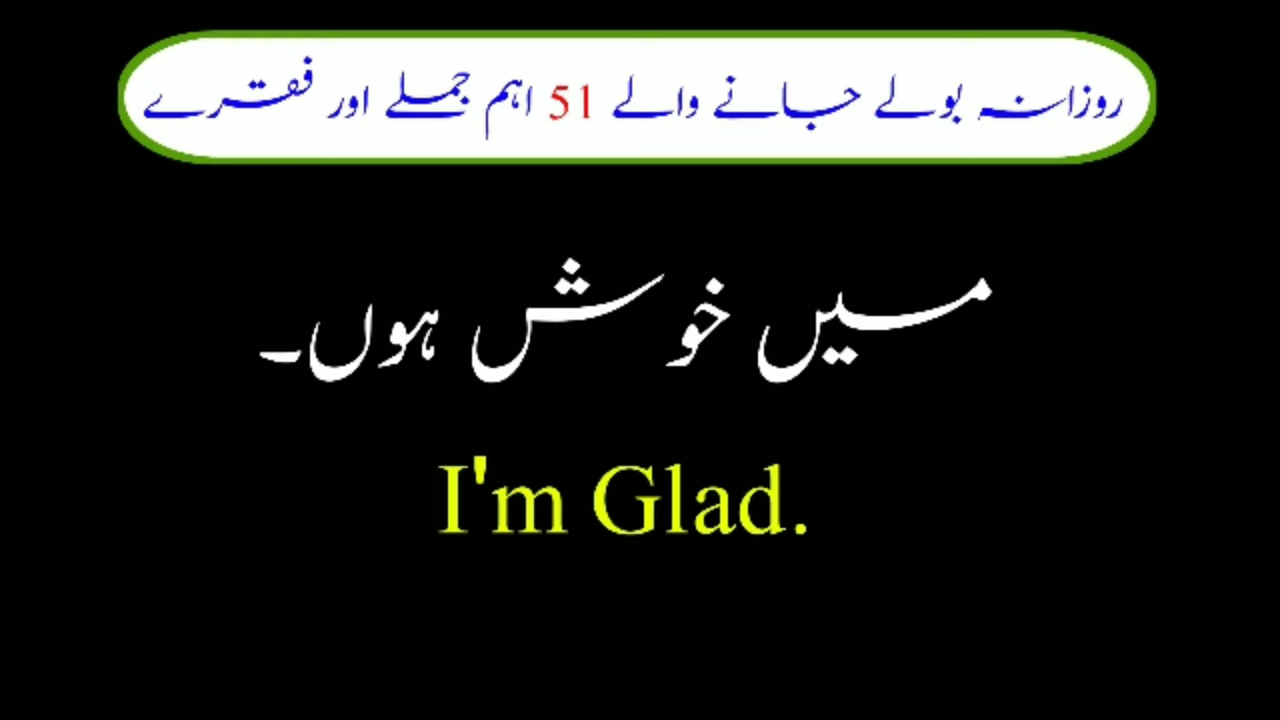 روزانہ بولے جانے والے 51 اہم جملے اور فقرے
میں خوش ہوں۔
I'm Glad.